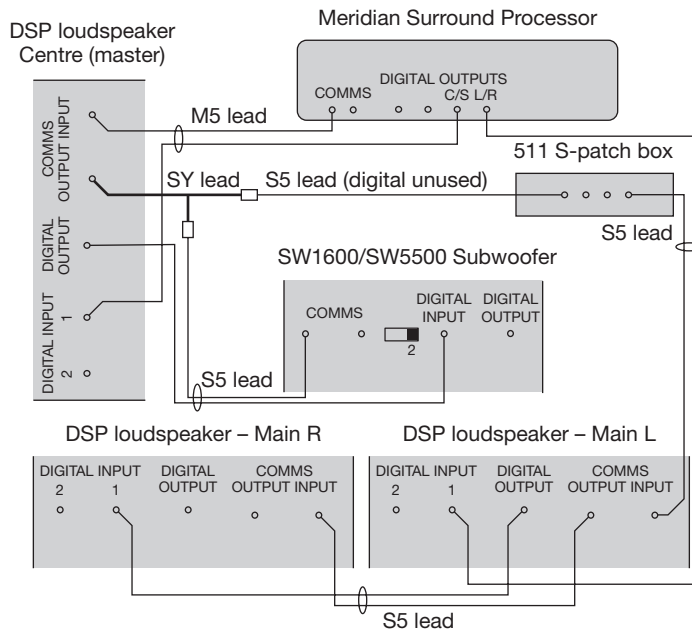 DSP loudspeaker
Centre (master)
Meridian Surround Processor
DIGITAL OUTPUTS
COMMS
C/S L/R
COMMS
OUTPUT INPUT
DIGITAL
OUTPUT
DIGITAL INPUT
1
2
M5 lead
SY lead
S5 lead (digital unused)
511 S-patch box
S5 lead
SW1600/SW5500 Subwoofer
COMMS
DIGITAL
INPUT
DIGITAL
OUTPUT
2
S5 lead
DSP loudspeaker – Main R
DIGITAL INPUT
2 1
DIGITAL
OUTPUT
COMMS
OUTPUT INPUT
DSP loudspeaker – Main L
DIGITAL INPUT
2 1
DIGITAL
OUTPUT
COMMS
OUTPUT INPUT
S5 lead